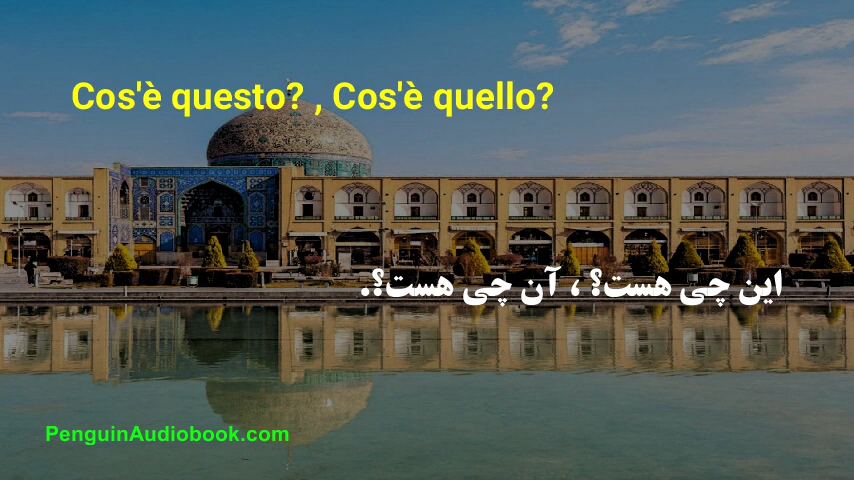 Cos'è questo? , Cos'è quello?
این چی هست؟ ، آن چی هست؟.
PenguinAudiobook.com